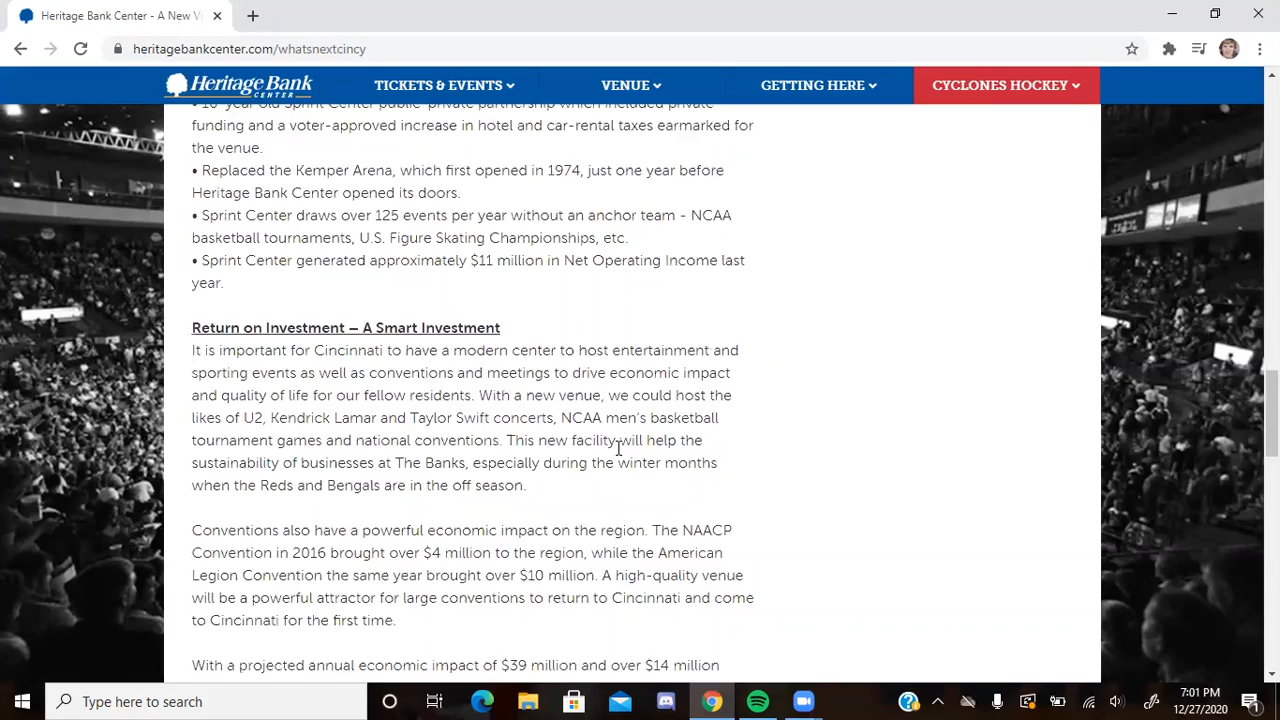 Heritage Bank Center - A New Vi
heritagebankcenter.com/whatsnextcincy
Heritage Bank
CENTER
TICKETS & EVENTS
VENUE
GETTING HERE
CYCLONES HOCKEY
• 10-year-old Sprint Center public-private partnership which included private
funding and a voter-approved increase in hotel and car-rental taxes earmarked for
the venue.
• Replaced the Kemper Arena, which first opened in 1974, just one year before
Heritage Bank Center opened its doors.
• Sprint Center draws over 125 events per year without an anchor team - NCAA
basketball tournaments, U.S. Figure Skating Championships, etc.
• Sprint Center generated approximately $11 million in Net Operating Income last
year.
Return on Investment – A Smart Investment
It is important for Cincinnati to have a modern center to host entertainment and
sporting events as well as conventions and meetings to drive economic impact
and quality of life for our fellow residents. With a new venue, we could host the
likes of U2, Kendrick Lamar and Taylor Swift concerts, NCAA men's basketball
tournament games and national conventions. This new facility will help the
sustainability of businesses at The Banks, especially during the winter months
when the Reds and Bengals are in the off season.
Conventions also have a powerful economic impact on the region. The NAACP
Convention in 2016 brought over $4 million to the region, while the American
Legion Convention the same year brought over $10 million. A high-quality venue
will be a powerful attractor for large conventions to return to Cincinnati and come
to Cincinnati for the first time.
With a projected annual economic impact of $39 million and over $14 million
Type here to search
7:01 PM
12/27/2020
1